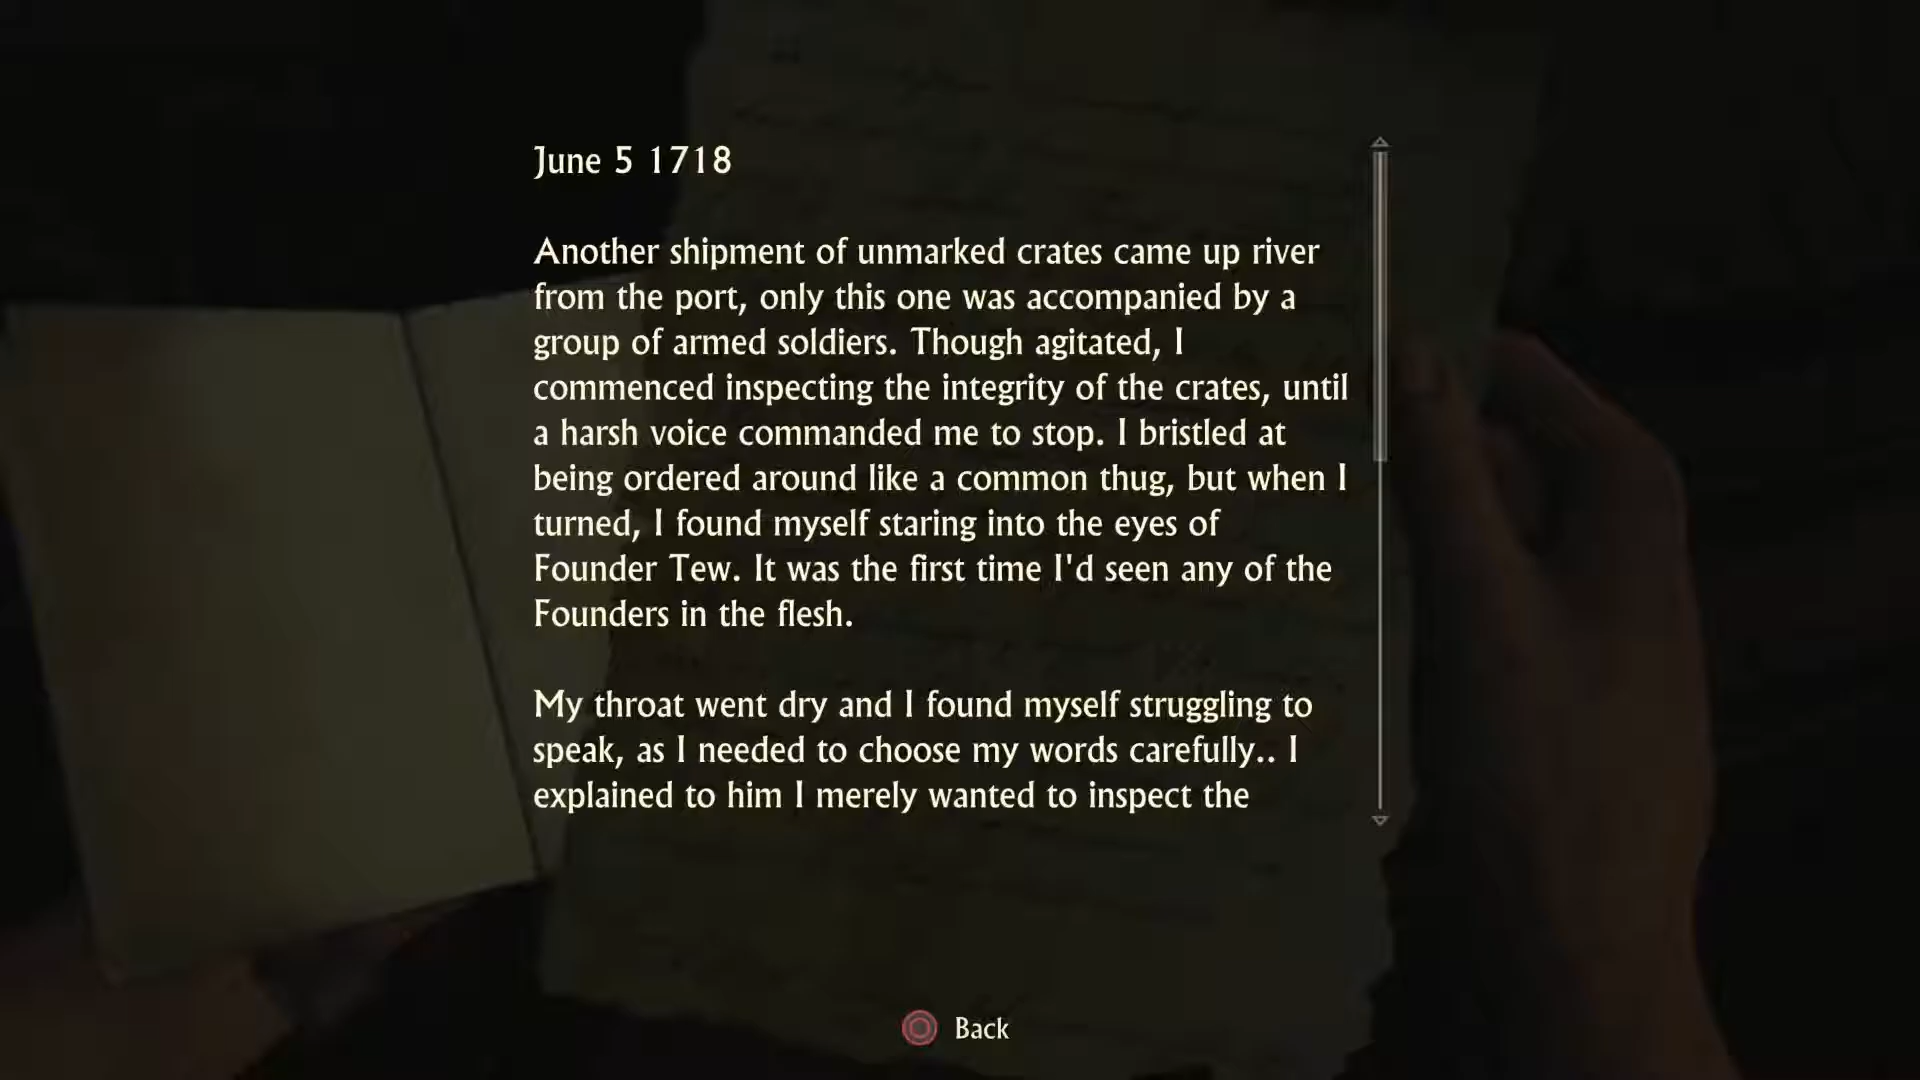 June 5 1718
Another shipment of unmarked crates came up river
from the port, only this one was accompanied by a
group of armed soldiers. Though agitated, I
commenced inspecting the integrity of the crates, until
a harsh voice commanded me to stop. I bristled at
being ordered around like a common thug, but when I
turned, I found myself staring into the eyes of
Founder Tew. It was the first time I'd seen any of the
Founders in the flesh.
My throat went dry and I found myself struggling to
speak, as I needed to choose my words carefully.. I
explained to him I merely wanted to inspect the
Back